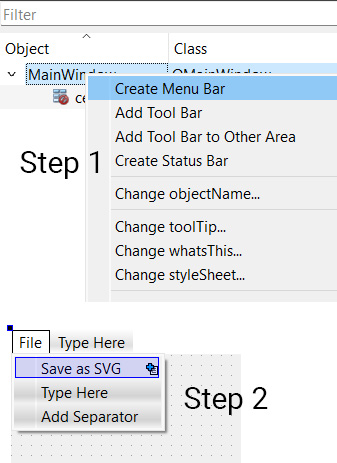 Filter
Object Class
MainWindow QMainWindow
Create Menu Bar
Add Tool Bar
Add Tool Bar to Other Area
Step 1
Create Status Bar
Change objectName...
Change toolTip...
Change whatsThis...
Change styleSheet...
File Type Here
Save as SVG
Type Here
Step 2
Add Separator